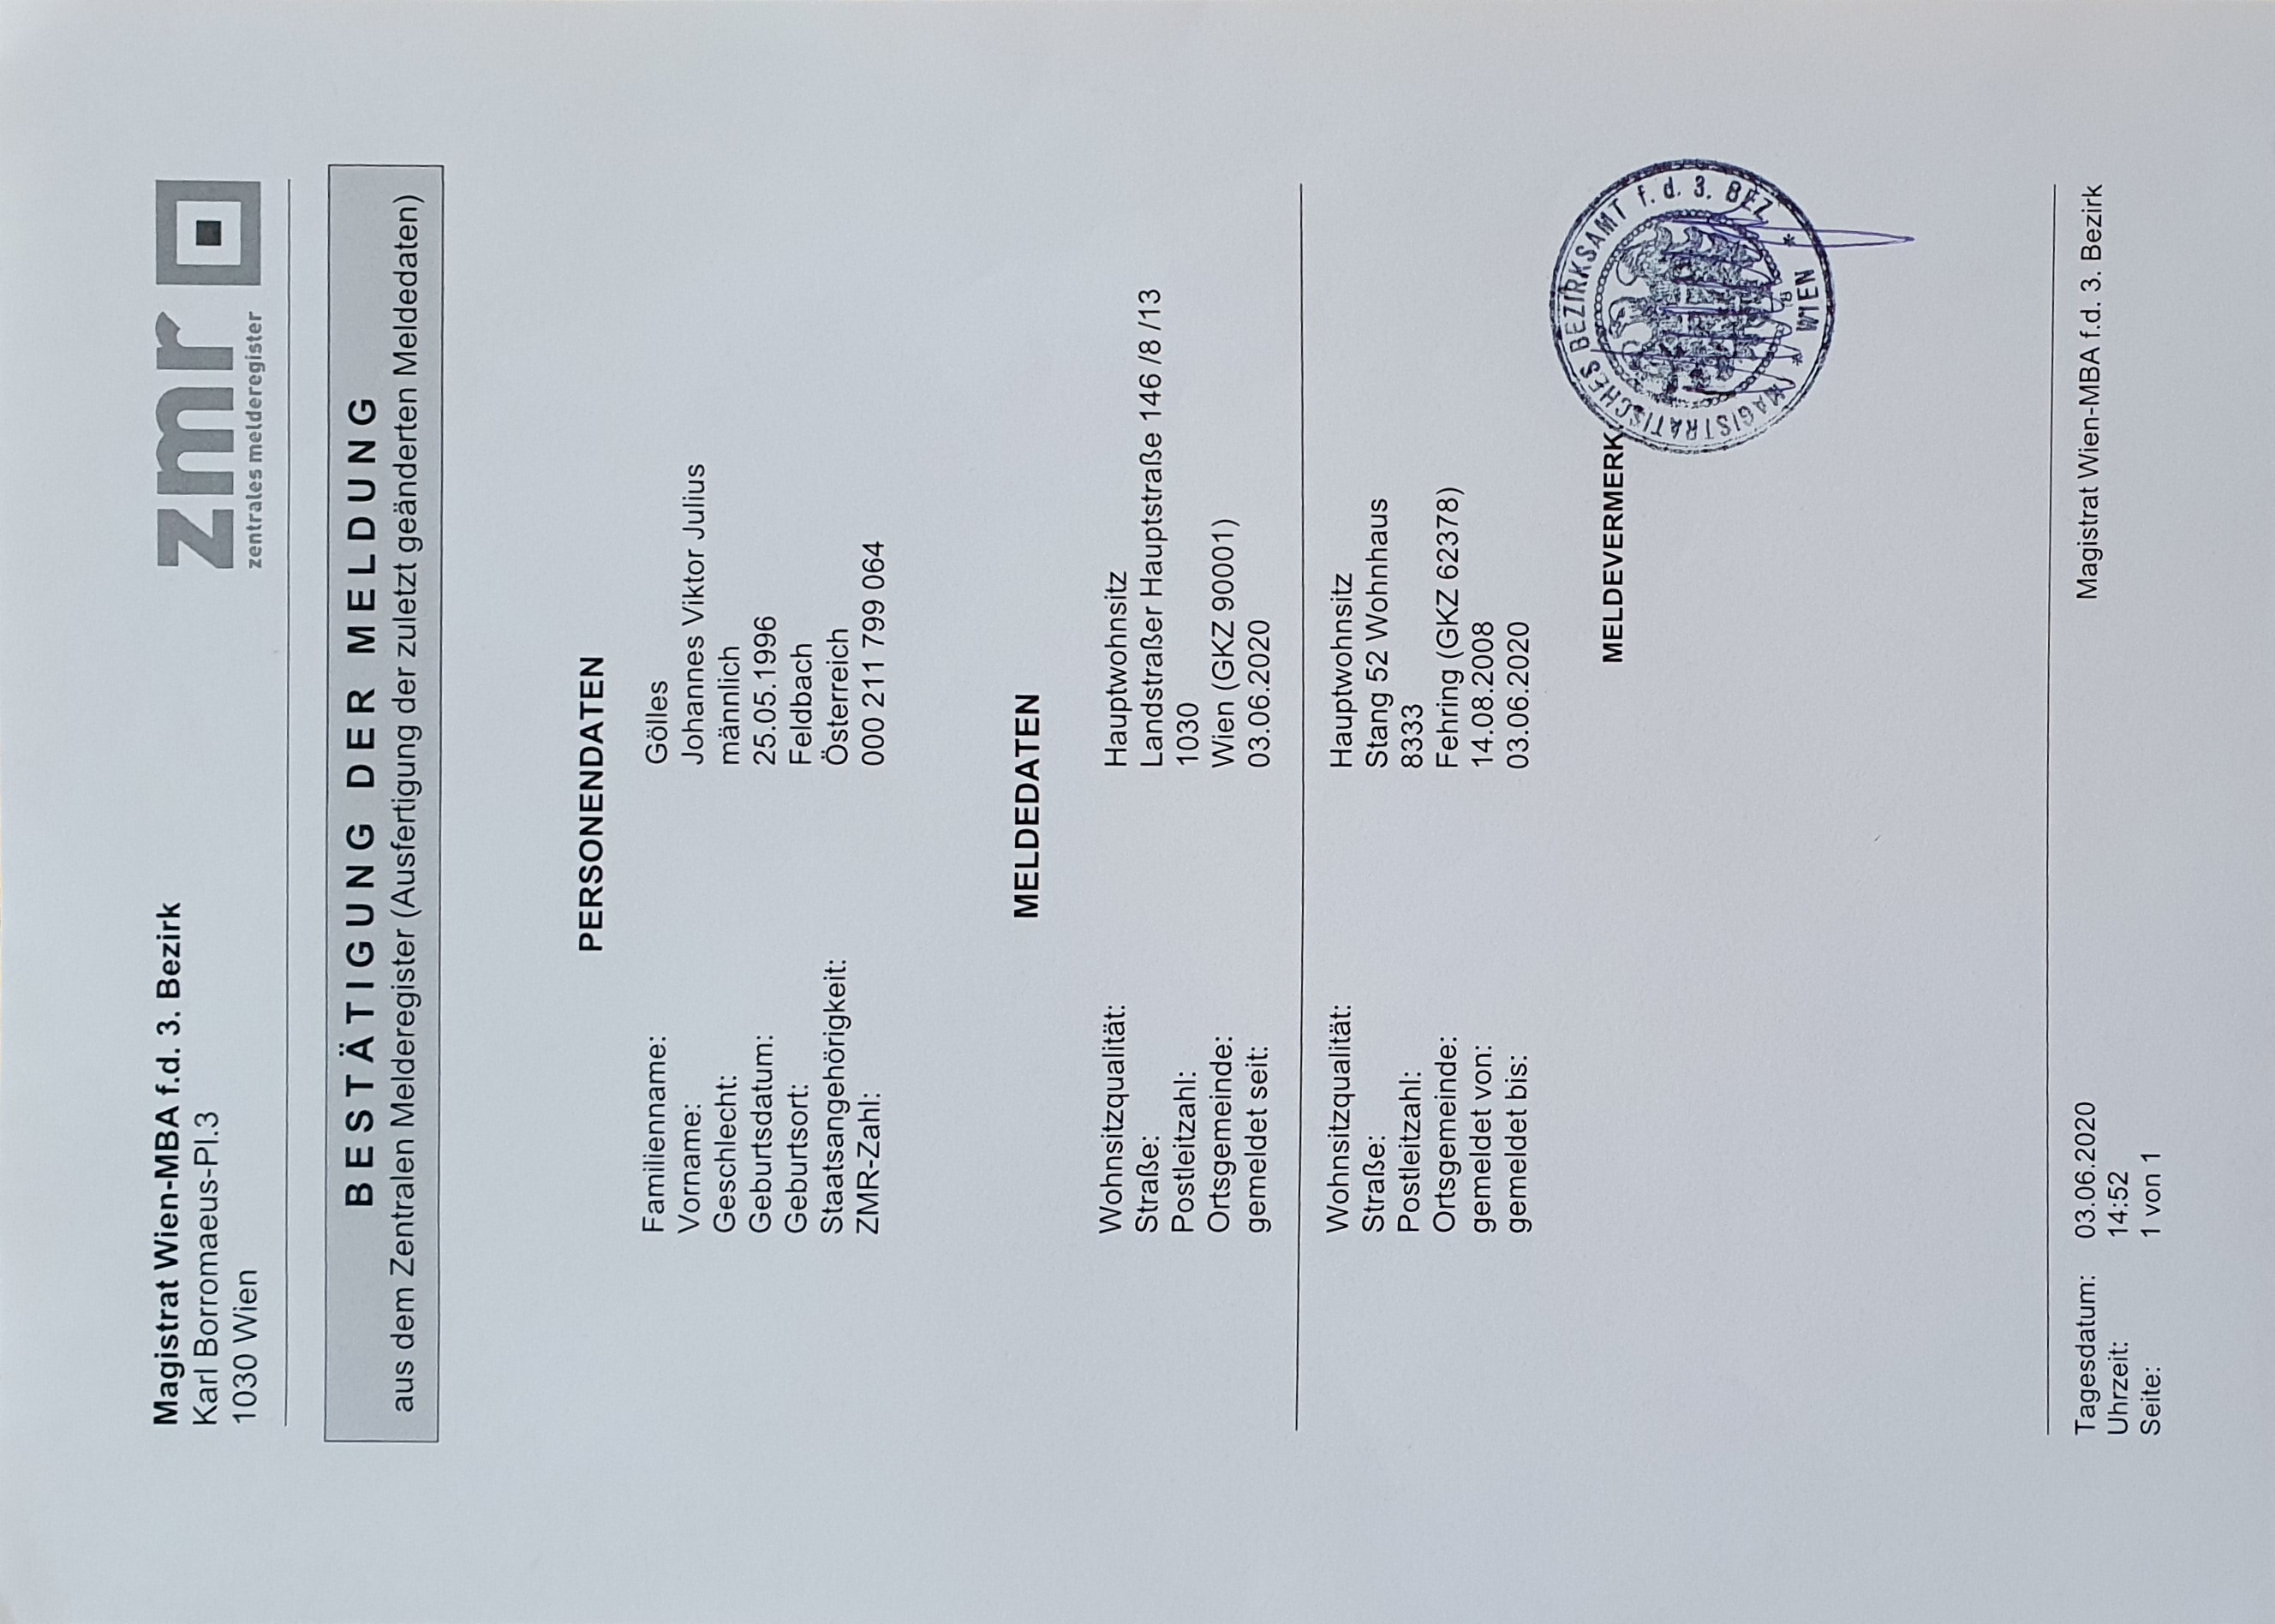 Magistrat Wien-MBA f.d. 3. Bezirk
Karl Borromaeus-Pl.3
1030 Wien
zmr
zentrales melderegister
BESTÄTIGUNG DER MELDUNG
aus dem Zentralen Melderegister (Ausfertigung der zuletzt geänderten Meldedaten)
PERSONENDATEN
Familienname: Gölles
Vorname: Johannes Viktor Julius
Geschlecht: männlich
Geburtsdatum: 25.05.1996
Geburtsort: Feldbach
Staatsangehörigkeit: Österreich
ZMR-Zahl: 000 211 799 064
MELDEDATEN
Wohnsitzqualität: Hauptwohnsitz
Straße: Landstraßer Hauptstraße 146 /8 /13
Postleitzahl: 1030
Ortsgemeinde: Wien (GKZ 90001)
gemeldet seit: 03.06.2020
Wohnsitzqualität: Hauptwohnsitz
Straße: Stang 52 Wohnhaus
Postleitzahl: 8333
Ortsgemeinde: Fehring (GKZ 62378)
gemeldet von: 14.08.2008
gemeldet bis: 03.06.2020
MELDEVERMERK
MAGISTRATISCHES BEZIRKSAMT f. d. 3. BEZ.
* WIEN *
Tagesdatum: 03.06.2020
Uhrzeit: 14:52
Seite: 1 von 1
Magistrat Wien-MBA f.d. 3. Bezirk